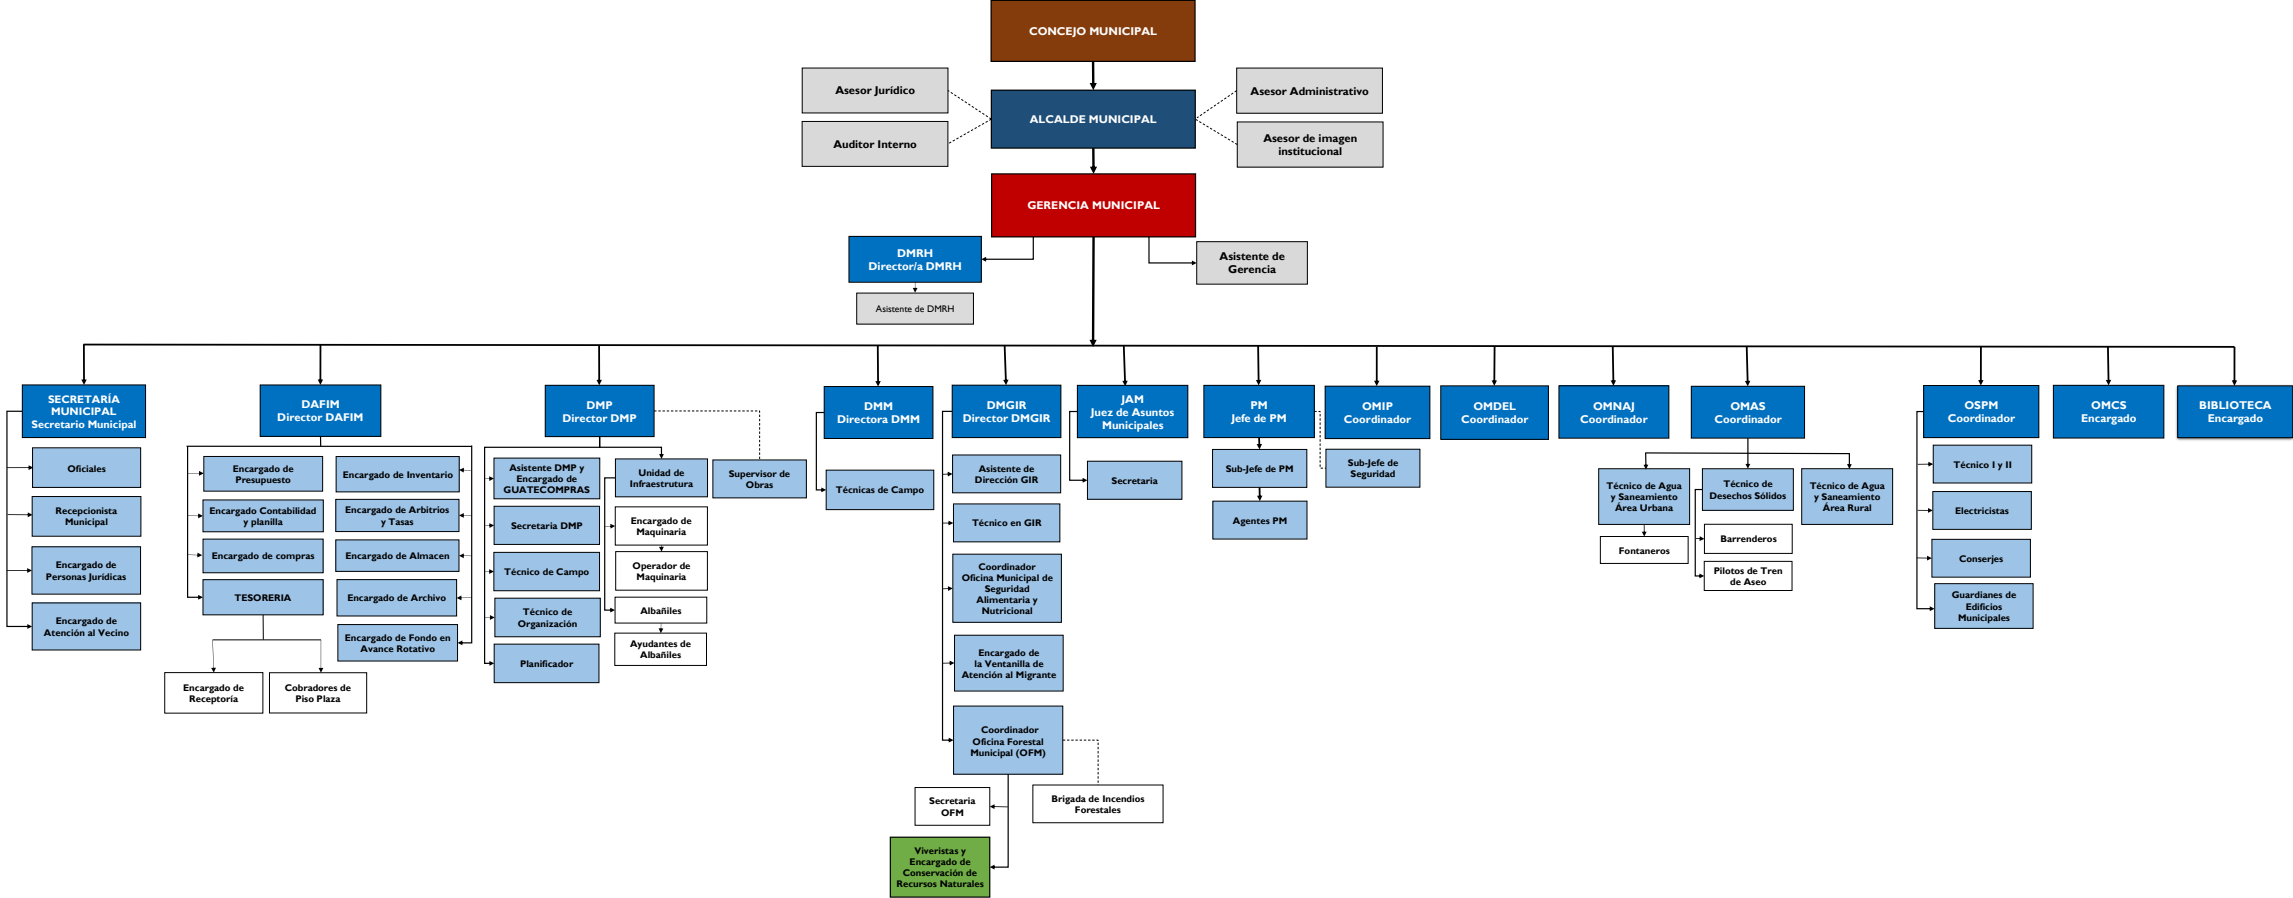 CONCEJO MUNICIPAL
Asesor Jurídico
Auditor Interno
ALCALDE MUNICIPAL
Asesor Administrativo
Asesor de imagen
institucional
GERENCIA MUNICIPAL
DMRH
Director/a DMRH
Asistente de DMRH
Asistente de
Gerencia
SECRETARÍA
MUNICIPAL
Secretario Municipal
Oficiales
Recepcionista
Municipal
Encargado de
Personas Jurídicas
Encargado de
Atención al Vecino
DAFIM
Director DAFIM
Encargado de
Presupuesto
Encargado Contabilidad
y planilla
Encargado de compras
TESORERIA
Encargado de
Receptoría
Cobradores de
Piso Plaza
Encargado de Inventario
Encargado de Arbitrios
y Tasas
Encargado de Almacen
Encargado de Archivo
Encargado de Fondo en
Avance Rotativo
DMP
Director DMP
Asistente DMP y
Encargado de
GUATECOMPRAS
Secretaria DMP
Técnico de Campo
Técnico de
Organización
Planificador
Unidad de
Infraestrutura
Encargado de
Maquinaria
Operador de
Maquinaria
Albañiles
Ayudantes de
Albañiles
Supervisor de
Obras
DMM
Directora DMM
Técnicas de Campo
DMGIR
Director DMGIR
Asistente de
Dirección GIR
Técnico en GIR
Coordinador
Oficina Municipal de
Seguridad
Alimentaria y
Nutricional
Encargado de
la Ventanilla de
Atención al Migrante
Coordinador
Oficina Forestal
Municipal (OFM)
Secretaria
OFM
Brigada de Incendios
Forestales
Viveristas y
Encargado de
Conservación de
Recursos Naturales
JAM
Juez de Asuntos
Municipales
Secretaria
PM
Jefe de PM
Sub-Jefe de PM
Agentes PM
Sub-Jefe de
Seguridad
OMIP
Coordinador
OMDEL
Coordinador
OMNAJ
Coordinador
OMAS
Coordinador
Técnico de Agua
y Saneamiento
Área Urbana
Fontaneros
Técnico de
Desechos Sólidos
Barrenderos
Pilotos de Tren
de Aseo
Técnico de Agua
y Saneamiento
Área Rural
OSPM
Coordinador
Técnico I y II
Electricistas
Conserjes
Guardianes de
Edificios
Municipales
OMCS
Encargado
BIBLIOTECA
Encargado